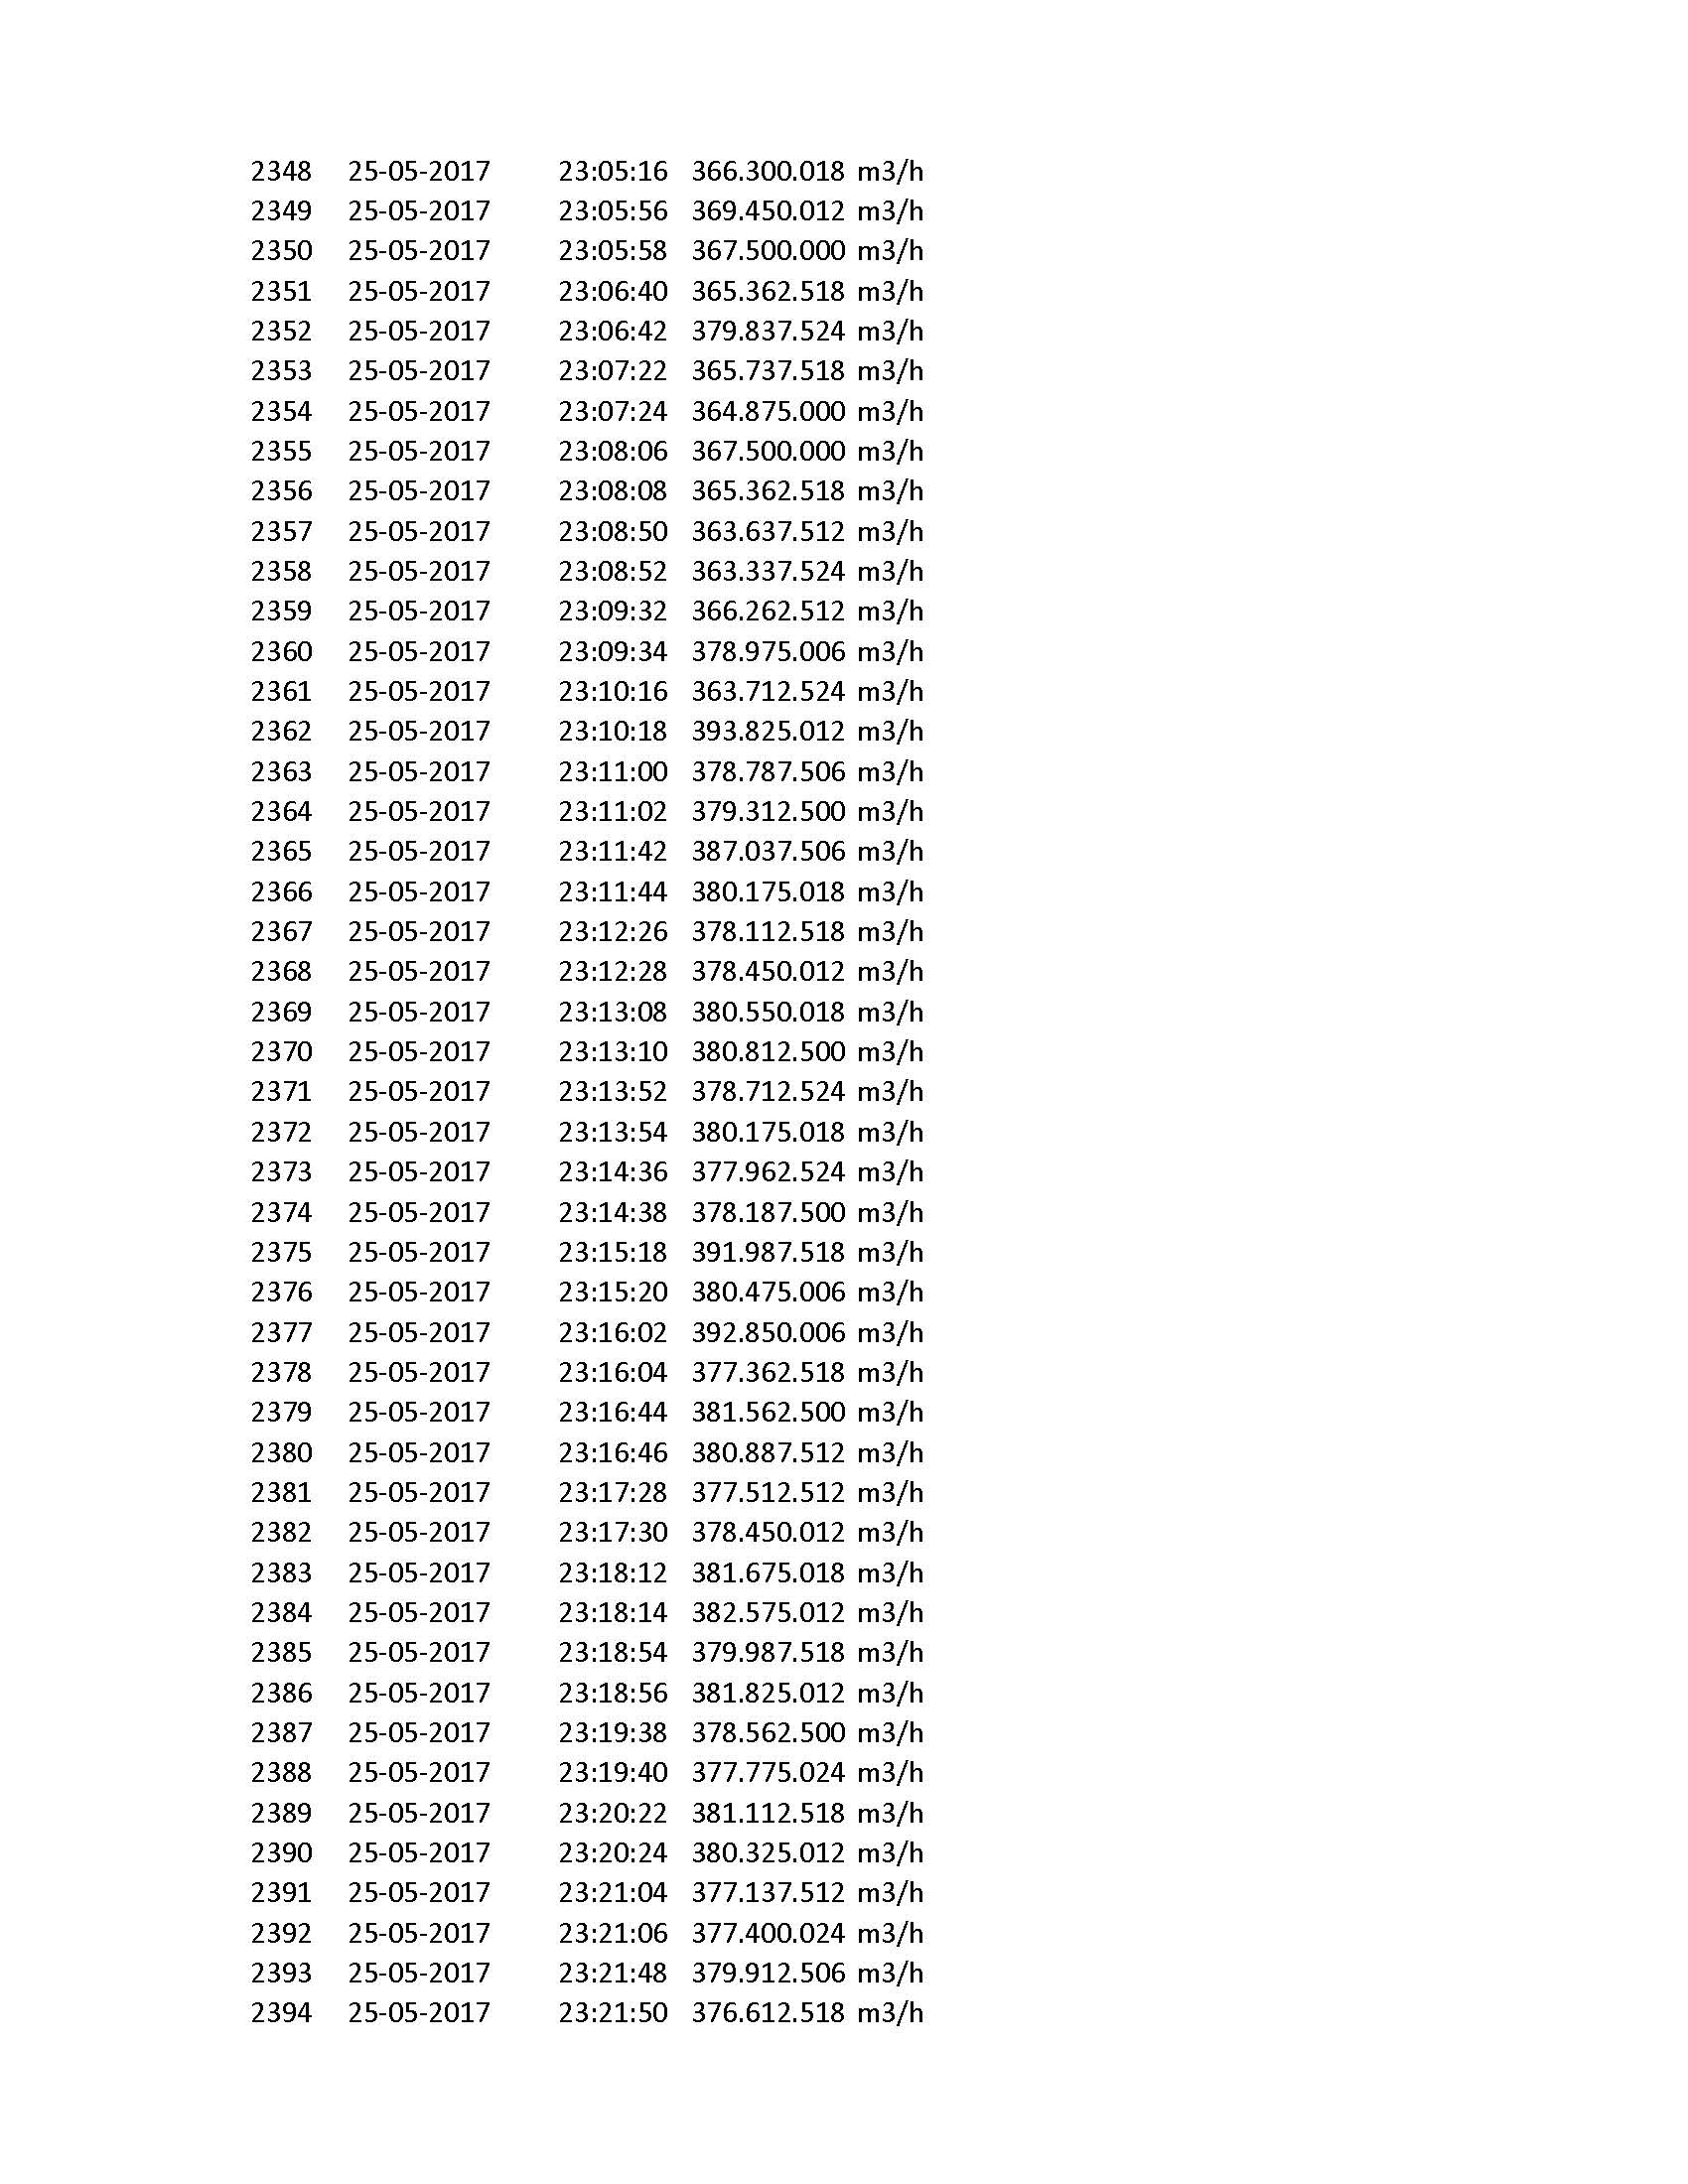 2348 25-05-2017 23:05:16 366.300.018 m3/h
2349 25-05-2017 23:05:56 369.450.012 m3/h
2350 25-05-2017 23:05:58 367.500.000 m3/h
2351 25-05-2017 23:06:40 365.362.518 m3/h
2352 25-05-2017 23:06:42 379.837.524 m3/h
2353 25-05-2017 23:07:22 365.737.518 m3/h
2354 25-05-2017 23:07:24 364.875.000 m3/h
2355 25-05-2017 23:08:06 367.500.000 m3/h
2356 25-05-2017 23:08:08 365.362.518 m3/h
2357 25-05-2017 23:08:50 363.637.512 m3/h
2358 25-05-2017 23:08:52 363.337.524 m3/h
2359 25-05-2017 23:09:32 366.262.512 m3/h
2360 25-05-2017 23:09:34 378.975.006 m3/h
2361 25-05-2017 23:10:16 363.712.524 m3/h
2362 25-05-2017 23:10:18 393.825.012 m3/h
2363 25-05-2017 23:11:00 378.787.506 m3/h
2364 25-05-2017 23:11:02 379.312.500 m3/h
2365 25-05-2017 23:11:42 387.037.506 m3/h
2366 25-05-2017 23:11:44 380.175.018 m3/h
2367 25-05-2017 23:12:26 378.112.518 m3/h
2368 25-05-2017 23:12:28 378.450.012 m3/h
2369 25-05-2017 23:13:08 380.550.018 m3/h
2370 25-05-2017 23:13:10 380.812.500 m3/h
2371 25-05-2017 23:13:52 378.712.524 m3/h
2372 25-05-2017 23:13:54 380.175.018 m3/h
2373 25-05-2017 23:14:36 377.962.524 m3/h
2374 25-05-2017 23:14:38 378.187.500 m3/h
2375 25-05-2017 23:15:18 391.987.518 m3/h
2376 25-05-2017 23:15:20 380.475.006 m3/h
2377 25-05-2017 23:16:02 392.850.006 m3/h
2378 25-05-2017 23:16:04 377.362.518 m3/h
2379 25-05-2017 23:16:44 381.562.500 m3/h
2380 25-05-2017 23:16:46 380.887.512 m3/h
2381 25-05-2017 23:17:28 377.512.512 m3/h
2382 25-05-2017 23:17:30 378.450.012 m3/h
2383 25-05-2017 23:18:12 381.675.018 m3/h
2384 25-05-2017 23:18:14 382.575.012 m3/h
2385 25-05-2017 23:18:54 379.987.518 m3/h
2386 25-05-2017 23:18:56 381.825.012 m3/h
2387 25-05-2017 23:19:38 378.562.500 m3/h
2388 25-05-2017 23:19:40 377.775.024 m3/h
2389 25-05-2017 23:20:22 381.112.518 m3/h
2390 25-05-2017 23:20:24 380.325.012 m3/h
2391 25-05-2017 23:21:04 377.137.512 m3/h
2392 25-05-2017 23:21:06 377.400.024 m3/h
2393 25-05-2017 23:21:48 379.912.506 m3/h
2394 25-05-2017 23:21:50 376.612.518 m3/h